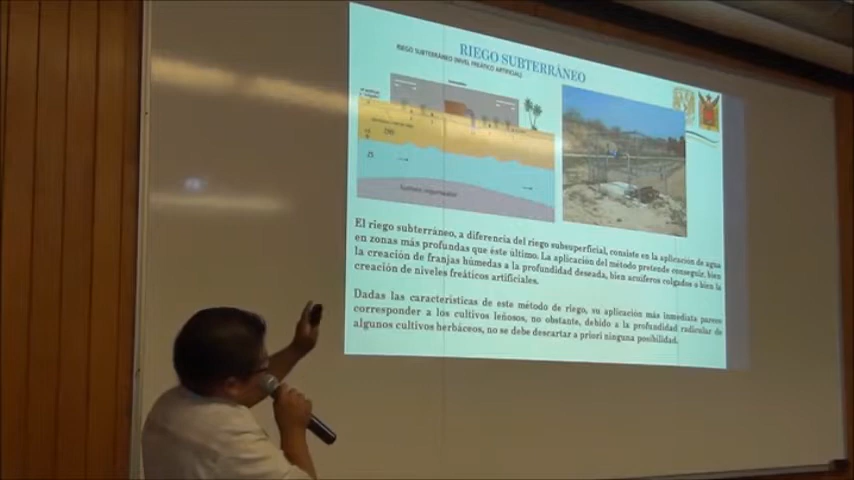 RIEGO SUBTERRÁNEO
RIEGO SUBTERRÁNEO (NIVEL FREÁTICO ARTIFICIAL)
El riego subterráneo, a diferencia del riego subsuperficial, consiste en la aplicación de agua
en zonas más profundas que éste último. La aplicación del método pretende conseguir, bien
la creación de franjas húmedas a la profundidad deseada, bien acuíferos colgados o bien la
creación de niveles freáticos artificiales.
Dadas las características de este método de riego, su aplicación más inmediata parece
corresponder a los cultivos leñosos, no obstante, debido a la profundidad radicular de
algunos cultivos herbáceos, no se debe descartar a priori ninguna posibilidad.